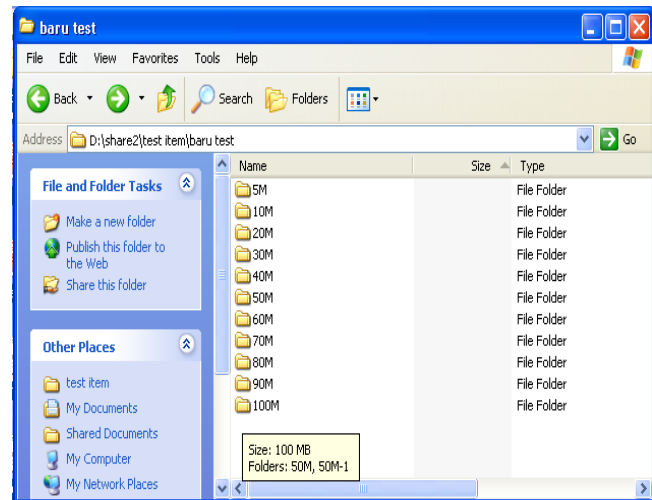 baru test
File Edit View Favorites Tools Help
Back Search Folders
Address D:\share2\test item\baru test Go
Name Size Type
File and Folder Tasks
Make a new folder
Publish this folder to
the Web
Share this folder
Other Places
test item
My Documents
Shared Documents
My Computer
My Network Places
5M File Folder
10M File Folder
20M File Folder
30M File Folder
40M File Folder
50M File Folder
60M File Folder
70M File Folder
80M File Folder
90M File Folder
100M File Folder
Size: 100 MB
Folders: 50M, 50M-1